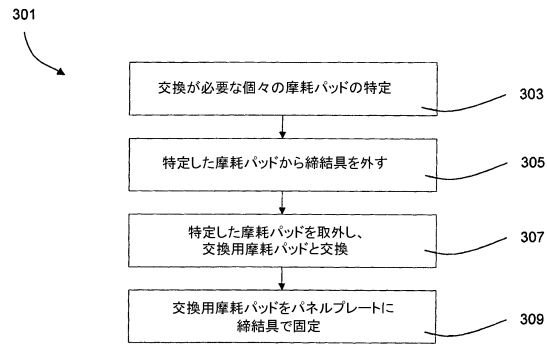 301
交換が必要な個々の摩耗パッドの特定
303
特定した摩耗パッドから締結具を外す
305
特定した摩耗パッドを取外し、
交換用摩耗パッドと交換
307
交換用摩耗パッドをパネルプレートに
締結具で固定
309